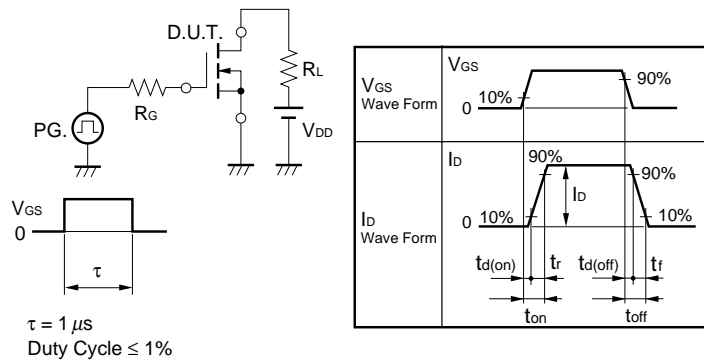 D.U.T.
RL
RG
PG.
VDD
VGS
0
τ
τ = 1 μs
Duty Cycle ≤ 1%
VGS
Wave Form
VGS
10%
0
90%
ID
Wave Form
ID
90%
90%
ID
0
10%
10%
td(on)
tr
td(off)
tf
ton
toff